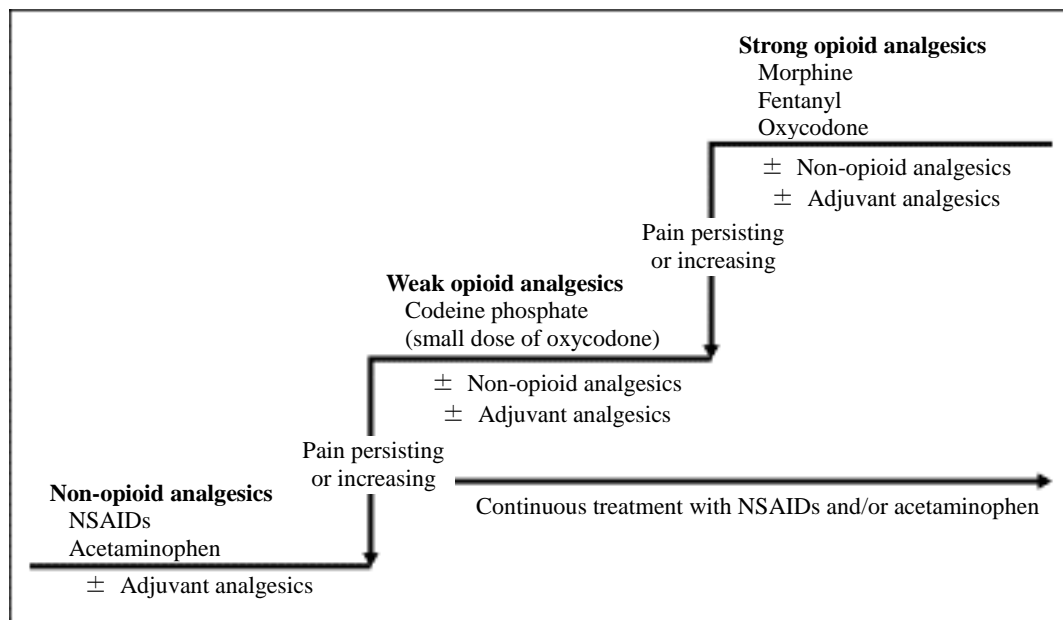 Strong opioid analgesics
Morphine
Fentanyl
Oxycodone
± Non-opioid analgesics
± Adjuvant analgesics
Pain persisting
or increasing
Weak opioid analgesics
Codeine phosphate
(small dose of oxycodone)
± Non-opioid analgesics
± Adjuvant analgesics
Pain persisting
or increasing
Non-opioid analgesics
NSAIDs
Acetaminophen
± Adjuvant analgesics
Continuous treatment with NSAIDs and/or acetaminophen